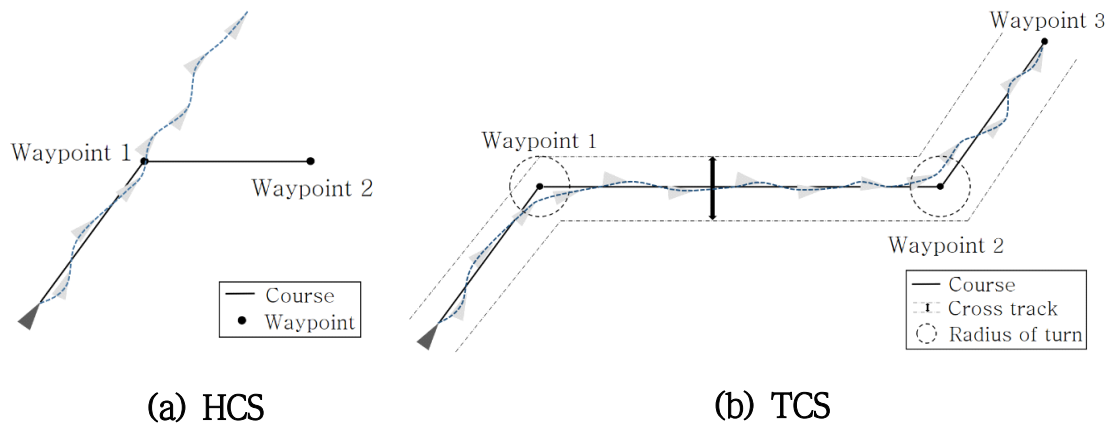 Waypoint 1
Waypoint 2
Course
Waypoint
(a) HCS
Waypoint 3
Waypoint 1
Waypoint 2
Course
Cross track
Radius of turn
(b) TCS